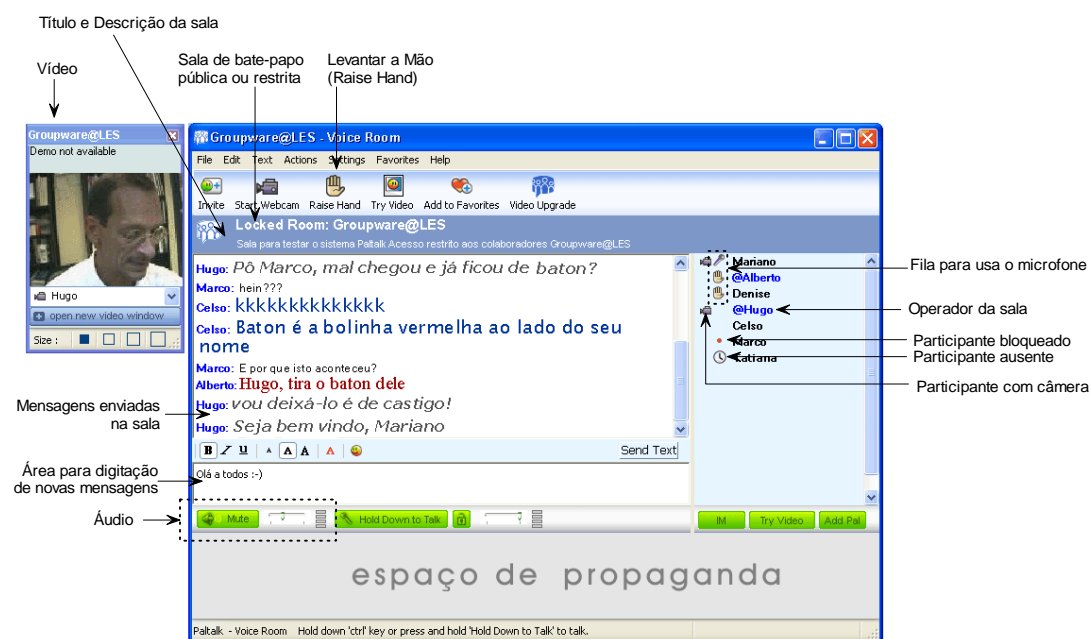 Título e Descrição da sala
Vídeo
Sala de bate-papo
pública ou restrita
Levantar a Mão
(Raise Hand)
Groupware@LES
Demo not available
Hugo
open new video window
Size :
Groupware@LES - Voice Room
File Edit Text Actions Settings Favorites Help
Invite Start Webcam Raise Hand Try Video Add to Favorites Video Upgrade
Locked Room: Groupware@LES
Sala para testar o sistema Paltalk Acesso restrito aos colaboradores Groupware@LES
Hugo: Pô Marco, mal chegou e já ficou de baton?
Marco: hein???
Celso: kkkkkkkkkkkkkk
Celso: Baton é a bolinha vermelha ao lado do seu
nome
Marco: E por que isto aconteceu?
Alberto: Hugo, tira o baton dele
Hugo: vou deixá-lo é de castigo!
Hugo: Seja bem vindo, Mariano
B I U A A A A Send Text
Olá a todos :-)
Mute Hold Down to Talk
Mariano
@Alberto
Denise
@Hugo
Celso
Marco
Katiana
IM Try Video Add Pal
Fila para usa o microfone
Operador da sala
Participante bloqueado
Participante ausente
Participante com câmera
Mensagens enviadas
na sala
Área para digitação
de novas mensagens
Áudio
espaço de propaganda
Paltalk - Voice Room Hold down 'ctrl' key or press and hold 'Hold Down to Talk' to talk.